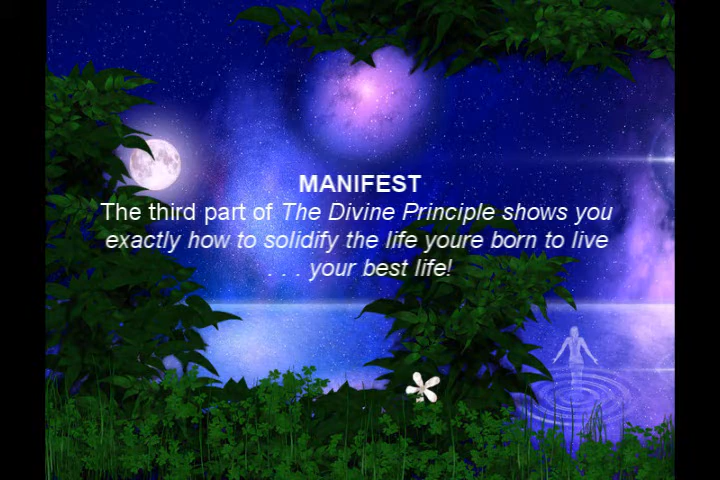 MANIFEST
The third part of The Divine Principle shows you
exactly how to solidify the life youre born to live
. . . your best life!